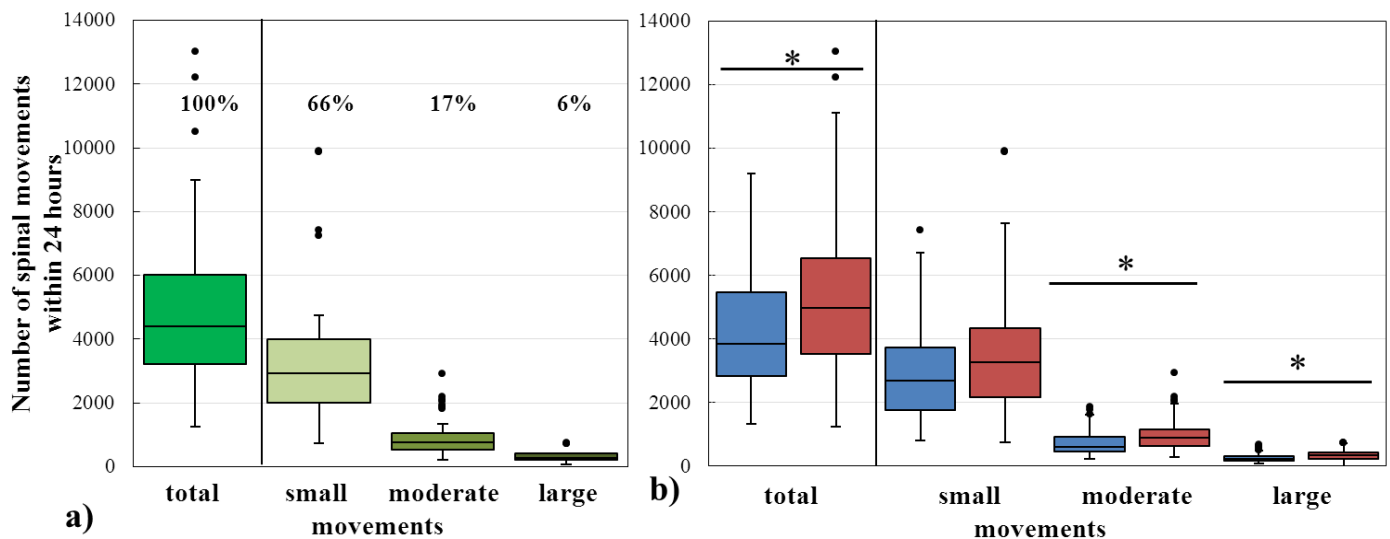 Number of spinal movements
within 24 hours
14000
12000
10000
8000
6000
4000
2000
0
100%
66%
17%
6%
total
small
moderate
large
movements
a)
14000
12000
10000
8000
6000
4000
2000
0
*
*
*
total
small
moderate
large
movements
b)